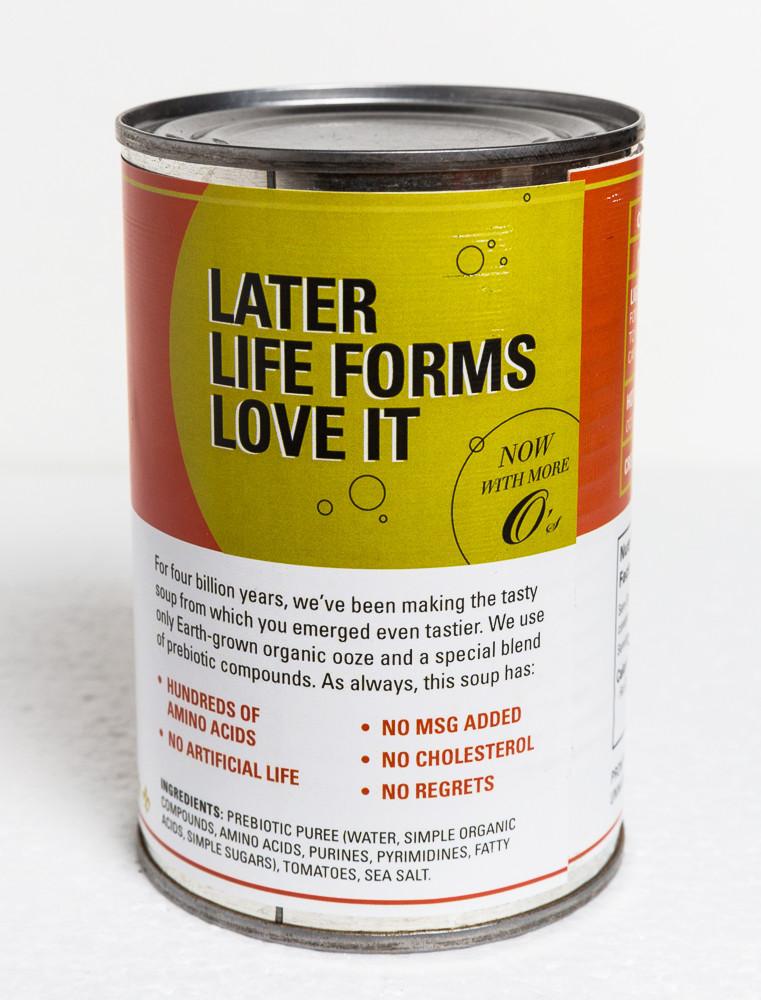 LATER
LIFE FORMS
LOVE IT
NOW
WITH MORE
O's
For four billion years, we've been making the tasty
soup from which you emerged even tastier. We use
only Earth-grown organic ooze and a special blend
of prebiotic compounds. As always, this soup has:
• HUNDREDS OF
AMINO ACIDS
• NO ARTIFICIAL LIFE
• NO MSG ADDED
• NO CHOLESTEROL
• NO REGRETS
INGREDIENTS: PREBIOTIC PUREE (WATER, SIMPLE ORGANIC
COMPOUNDS, AMINO ACIDS, PURINES, PYRIMIDINES, FATTY
ACIDS, SIMPLE SUGARS), TOMATOES, SEA SALT.